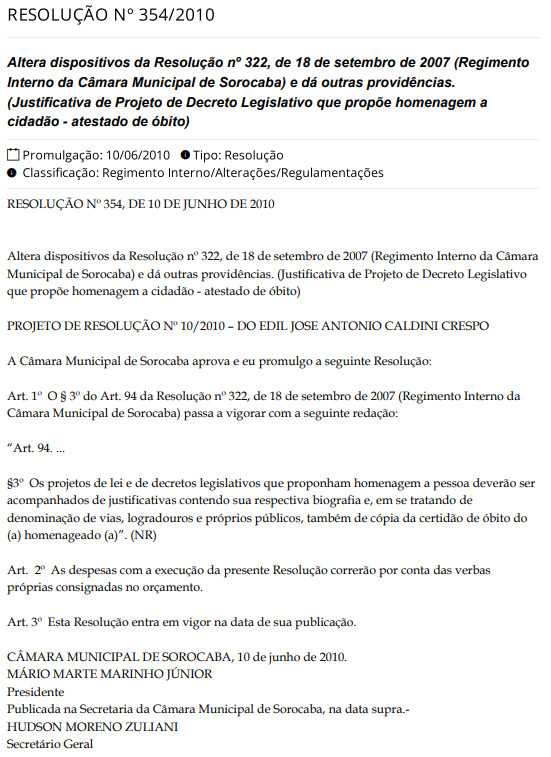 RESOLUÇÃO Nº 354/2010
Altera dispositivos da Resolução nº 322, de 18 de setembro de 2007 (Regimento
Interno da Câmara Municipal de Sorocaba) e dá outras providências.
(Justificativa de Projeto de Decreto Legislativo que propõe homenagem a
cidadão - atestado de óbito)
Promulgação: 10/06/2010 Tipo: Resolução
Classificação: Regimento Interno/Alterações/Regulamentações
RESOLUÇÃO Nº 354, DE 10 DE JUNHO DE 2010
Altera dispositivos da Resolução nº 322, de 18 de setembro de 2007 (Regimento Interno da Câmara
Municipal de Sorocaba) e dá outras providências. (Justificativa de Projeto de Decreto Legislativo
que propõe homenagem a cidadão - atestado de óbito)
PROJETO DE RESOLUÇÃO Nº 10/2010 – DO EDIL JOSE ANTONIO CALDINI CRESPO
A Câmara Municipal de Sorocaba aprova e eu promulgo a seguinte Resolução:
Art. 1º O § 3º do Art. 94 da Resolução nº 322, de 18 de setembro de 2007 (Regimento Interno da
Câmara Municipal de Sorocaba) passa a vigorar com a seguinte redação:
“Art. 94. ...
§3º Os projetos de lei e de decretos legislativos que proponham homenagem a pessoa deverão ser
acompanhados de justificativas contendo sua respectiva biografia e, em se tratando de
denominação de vias, logradouros e próprios públicos, também de cópia da certidão de óbito do
(a) homenageado (a)”. (NR)
Art. 2º As despesas com a execução da presente Resolução correrão por conta das verbas
próprias consignadas no orçamento.
Art. 3º Esta Resolução entra em vigor na data de sua publicação.
CÂMARA MUNICIPAL DE SOROCABA, 10 de junho de 2010.
MÁRIO MARTE MARINHO JÚNIOR
Presidente
Publicada na Secretaria da Câmara Municipal de Sorocaba, na data supra.-
HUDSON MORENO ZULIANI
Secretário Geral